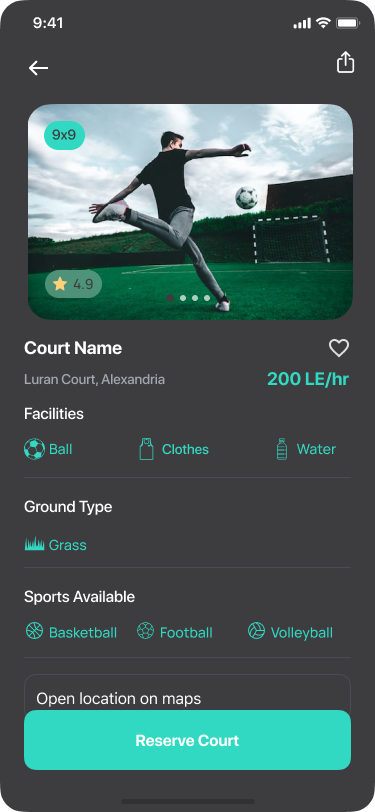 9:41
9x9
4.9
Court Name
Luran Court, Alexandria
200 LE/hr
Facilities
Ball
Clothes
Water
Ground Type
Grass
Sports Available
Basketball
Football
Volleyball
Open location on maps
Reserve Court